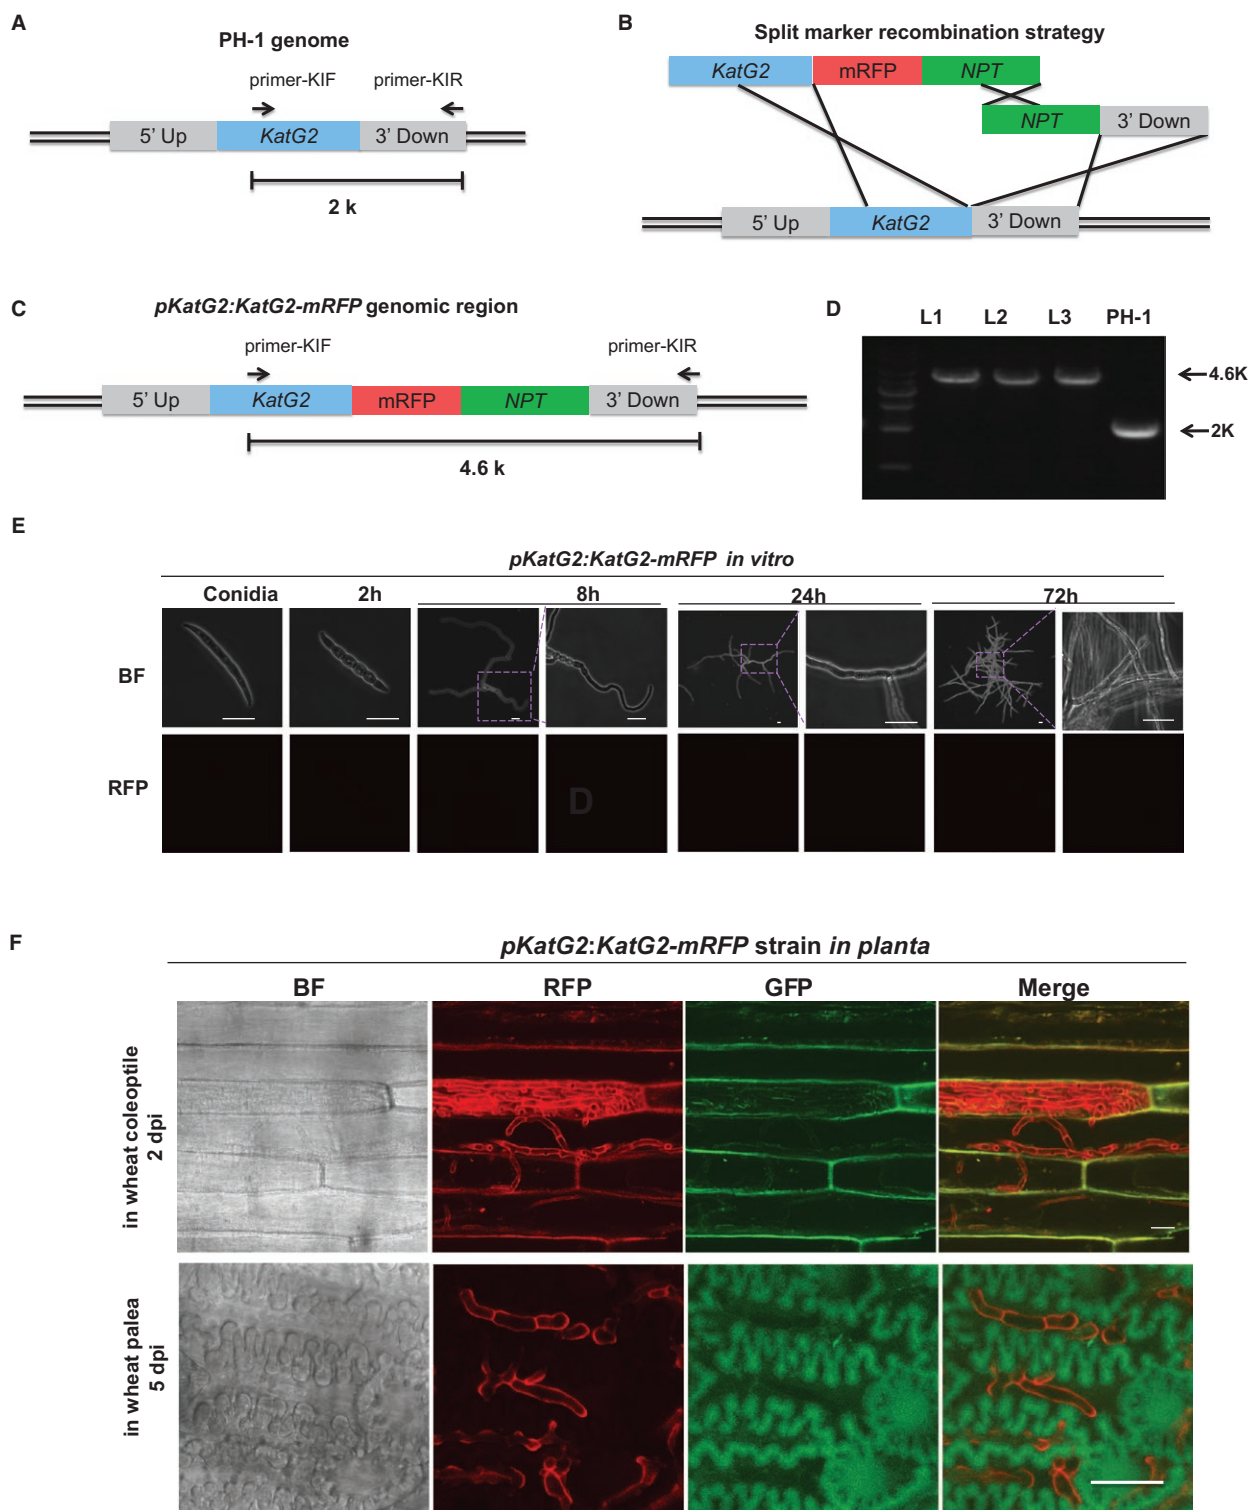 A
PH-1 genome
primer-KIF
primer-KIR
5’ Up
KatG2
3’ Down
2 k
B
Split marker recombination strategy
KatG2
mRFP
NPT
NPT
3’ Down
5’ Up
KatG2
3’ Down
C
pKatG2:KatG2-mRFP genomic region
primer-KIF
primer-KIR
5’ Up
KatG2
mRFP
NPT
3’ Down
4.6 k
D
L1
L2
L3
PH-1
4.6K
2K
E
pKatG2:KatG2-mRFP in vitro
Conidia
2h
8h
24h
72h
BF
RFP
D
F
pKatG2:KatG2-mRFP strain in planta
BF
RFP
GFP
Merge
in wheat coleoptile
2 dpi
in wheat palea
5 dpi